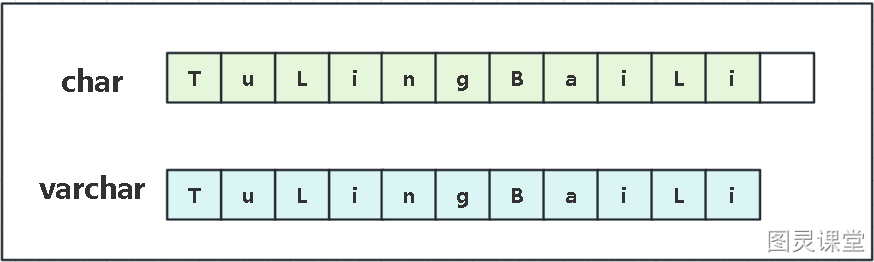 char T u L i n g B a i L i
varchar T u L i n g B a i L i
图灵课堂